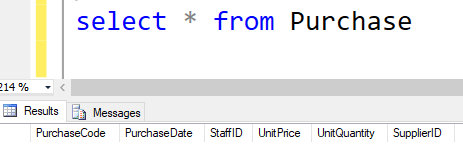 select * from Purchase
214 %
Results Messages
PurchaseCode PurchaseDate StaffID UnitPrice UnitQuantity SupplierID